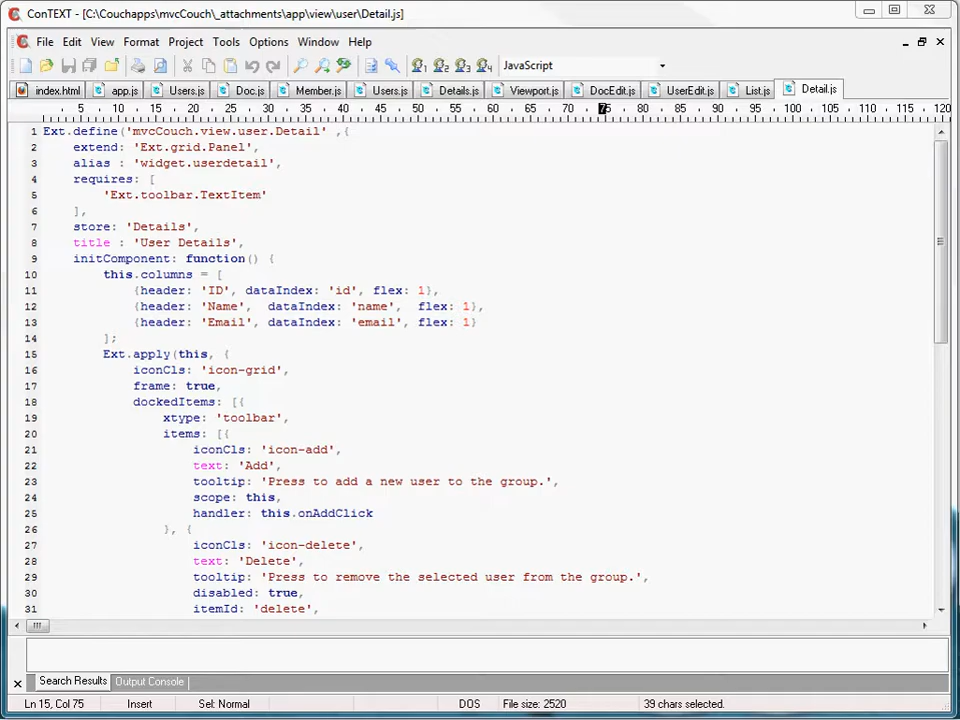 ConTEXT - [C:\Couchapps\mvcCouch\_attachments\app\view\user\Detail.js]
File Edit View Format Project Tools Options Window Help
1 2 3 4 JavaScript
index.html app.js Users.js Doc.js Member.js Users.js Details.js Viewport.js DocEdit.js UserEdit.js List.js Detail.js
5 10 15 20 25 30 35 40 45 50 55 60 65 70 75 80 85 90 95 100 105 110 115 120
1 Ext.define('mvcCouch.view.user.Detail' ,{
2 extend: 'Ext.grid.Panel',
3 alias : 'widget.userdetail',
4 requires: [
5 'Ext.toolbar.TextItem'
6 ],
7 store: 'Details',
8 title : 'User Details',
9 initComponent: function() {
10 this.columns = [
11 {header: 'ID', dataIndex: 'id', flex: 1},
12 {header: 'Name',  dataIndex: 'name', flex: 1},
13 {header: 'Email', dataIndex: 'email', flex: 1}
14 ];
15 Ext.apply(this, {
16 iconCls: 'icon-grid',
17 frame: true,
18 dockedItems: [{
19 xtype: 'toolbar',
20 items: [{
21 iconCls: 'icon-add',
22 text: 'Add',
23 tooltip: 'Press to add a new user to the group.',
24 scope: this,
25 handler: this.onAddClick
26 }, {
27 iconCls: 'icon-delete',
28 text: 'Delete',
29 tooltip: 'Press to remove the selected user from the group.',
30 disabled: true,
31 itemId: 'delete',
Search Results Output Console
Ln 15, Col 75 Insert Sel: Normal DOS File size: 2520 39 chars selected.